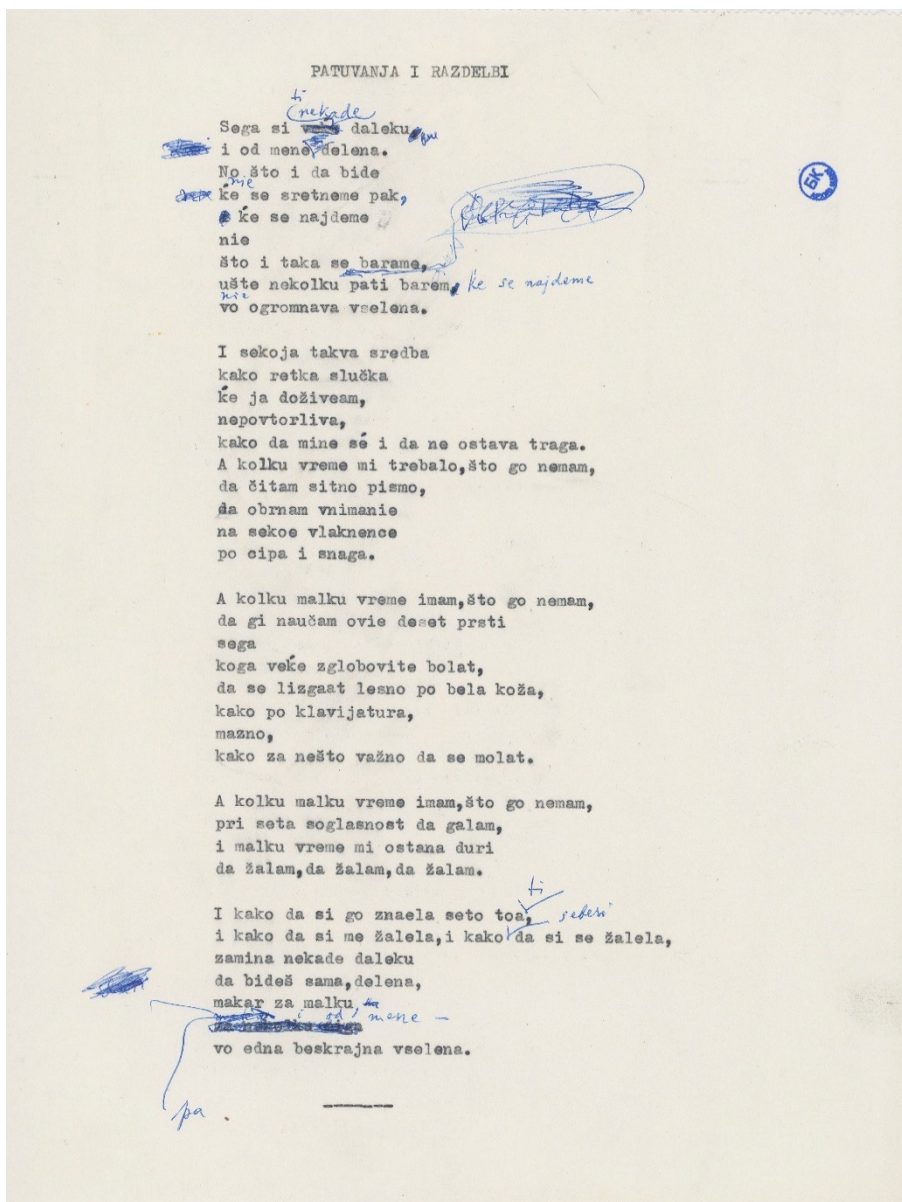 PATUVANJA I RAZDELBI
ti
nekade
Sega si daleku
i od mene delena.
No što i da bide
nie
ḱe se sretneme pak,
ḱe se najdeme
nie
što i taka se barame,
ušte nekolku pati barem, ḱe se najdeme
nie
vo ogromnava vselena.
I sekoja takva sredba
kako retka slučka
ḱe ja doživeam,
nepovtorliva,
kako da mine sé i da ne ostava traga.
A kolku vreme mi trebalo,što go nemam,
da čitam sitno pismo,
da obrnam vnimanie
na sekoe vlaknence
po cipa i snaga.
A kolku malku vreme imam,što go nemam,
da gi naučam ovie deset prsti
sega
koga veḱe zglobovite bolat,
da se lizgaat lesno po bela koža,
kako po klavijatura,
mazno,
kako za nešto važno da se molat.
A kolku malku vreme imam,što go nemam,
pri seta soglasnost da galam,
i malku vreme mi ostana duri
da žalam,da žalam,da žalam.
ti
I kako da si go znaela seto toa, sebesi
i kako da si me žalela,i kako da si se žalela,
zamina nekade daleku
da bideš sama,delena,
makar za malku,
i od mene —
vo edna beskrajna vselena.
pa
БК